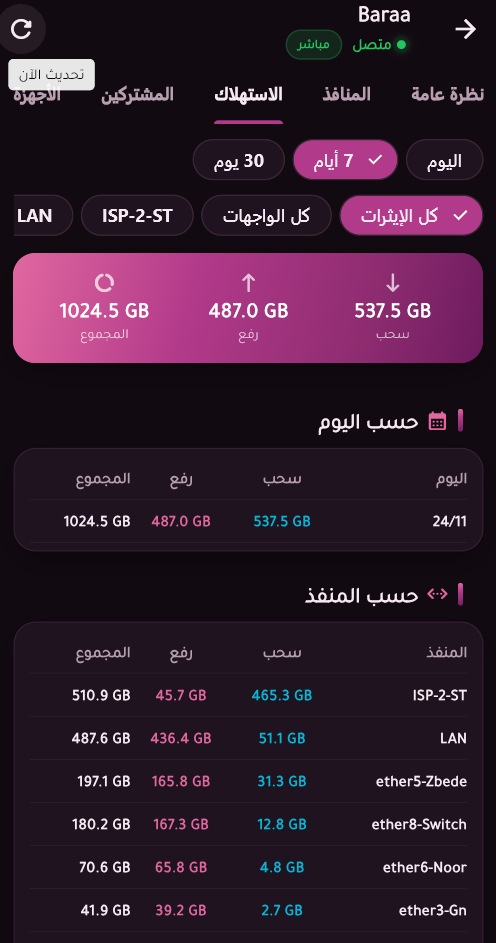 Baraa
متصل
مباشر
تحديث الآن
نظرة عامة
المنافذ
الاستهلاك
المشتركين
الأجهزة
اليوم
7 أيام
30 يوم
كل الإيثرات
كل الواجهات
ISP-2-ST
LAN
537.5 GB
سحب
487.0 GB
رفع
1024.5 GB
المجموع
حسب اليوم
اليوم سحب رفع المجموع
24/11 537.5 GB 487.0 GB 1024.5 GB
حسب المنفذ
المنفذ سحب رفع المجموع
ISP-2-ST 465.3 GB 45.7 GB 510.9 GB
LAN 51.1 GB 436.4 GB 487.6 GB
ether5-Zbede 31.3 GB 165.8 GB 197.1 GB
ether8-Switch 12.8 GB 167.3 GB 180.2 GB
ether6-Noor 4.8 GB 65.8 GB 70.6 GB
ether3-Gn 2.7 GB 39.2 GB 41.9 GB